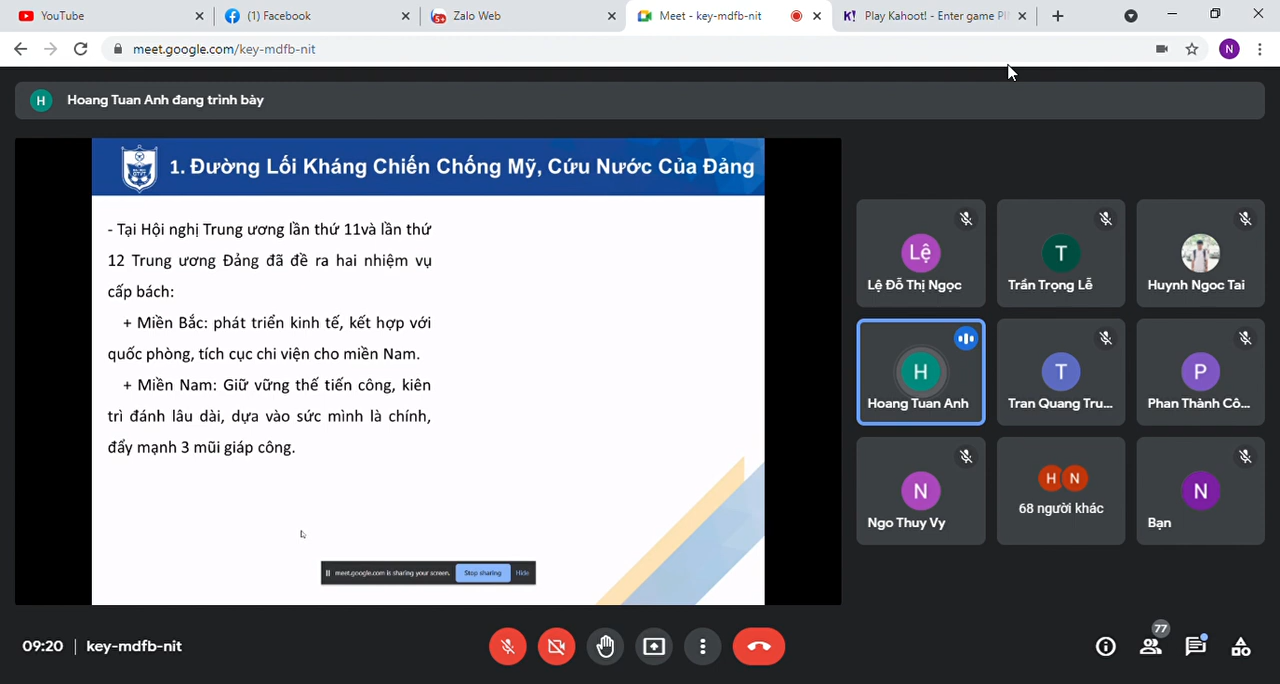 YouTube
(1) Facebook
Zalo Web
Meet - key-mdfb-nit
K! Play Kahoot! - Enter game PI
meet.google.com/key-mdfb-nit
N
H Hoang Tuan Anh đang trình bày
1. Đường Lối Kháng Chiến Chống Mỹ, Cứu Nước Của Đảng
- Tại Hội nghị Trung ương lần thứ 11và lần thứ
12 Trung ương Đảng đã đề ra hai nhiệm vụ
cấp bách:
+ Miền Bắc: phát triển kinh tế, kết hợp với
quốc phòng, tích cục chi viện cho miền Nam.
+ Miền Nam: Giữ vững thế tiến công, kiên
trì đánh lâu dài, dựa vào sức mình là chính,
đẩy mạnh 3 mũi giáp công.
meet.google.com is sharing your screen. Stop sharing Hide
Lệ
Lệ Đỗ Thị Ngọc
T
Trần Trọng Lễ
Huynh Ngoc Tai
H
Hoang Tuan Anh
T
Tran Quang Tru...
P
Phan Thành Cô...
N
Ngo Thuy Vy
H N
68 người khác
N
Bạn
09:20 | key-mdfb-nit
77